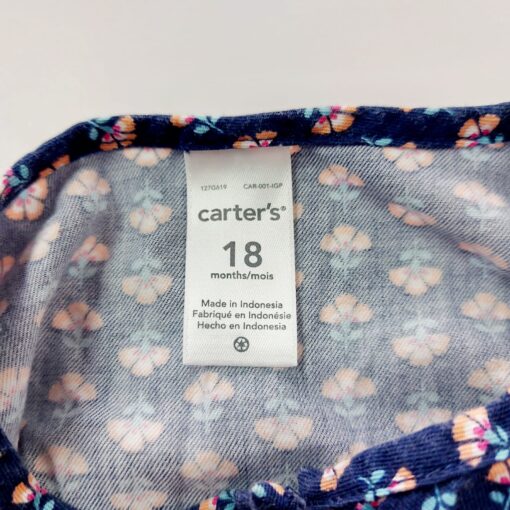 127G619 CAR-001-IGP
carter's®
18
months/mois
Made in Indonesia
Fabriqué en Indonésie
Hecho en Indonesia